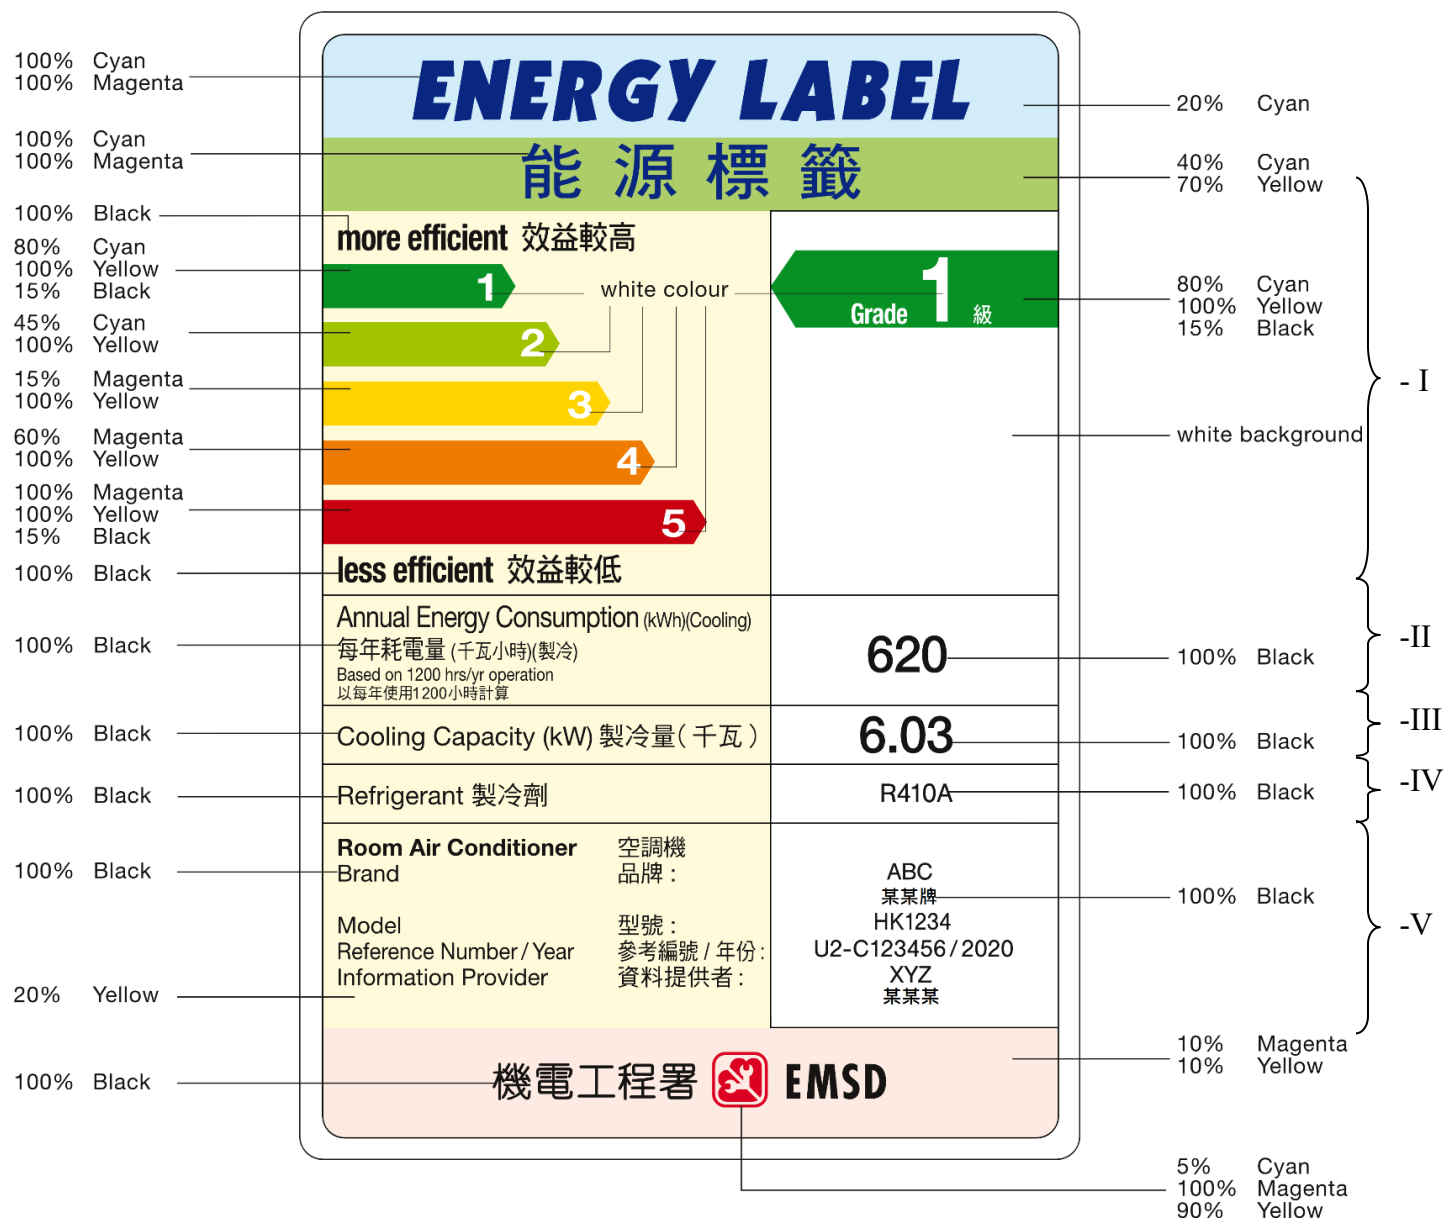 100% Cyan
100% Magenta
ENERGY LABEL
20% Cyan
100% Cyan
100% Magenta
能源標籤
40% Cyan
70% Yellow
100% Black
more efficient 效益較高
80% Cyan
100% Yellow
15% Black
1
white colour
1
Grade 級
80% Cyan
100% Yellow
15% Black
45% Cyan
100% Yellow
2
15% Magenta
100% Yellow
3
- I
60% Magenta
100% Yellow
4
white background
100% Magenta
100% Yellow
15% Black
5
100% Black
less efficient 效益較低
Annual Energy Consumption (kWh)(Cooling)
100% Black
每年耗電量 (千瓦小時)(製冷)
Based on 1200 hrs/yr operation
以每年使用1200小時計算
620
100% Black
-II
100% Black
Cooling Capacity (kW) 製冷量(千瓦)
6.03
100% Black
-III
100% Black
Refrigerant 製冷劑
R410A
100% Black
-IV
Room Air Conditioner 空調機
100% Black
Brand 品牌 :
ABC
某某牌
100% Black
Model 型號 :
HK1234
-V
Reference Number / Year 參考編號 / 年份 :
U2-C123456 / 2020
Information Provider 資料提供者 :
XYZ
某某某
20% Yellow
10% Magenta
10% Yellow
100% Black
機電工程署 EMSD
5% Cyan
100% Magenta
90% Yellow